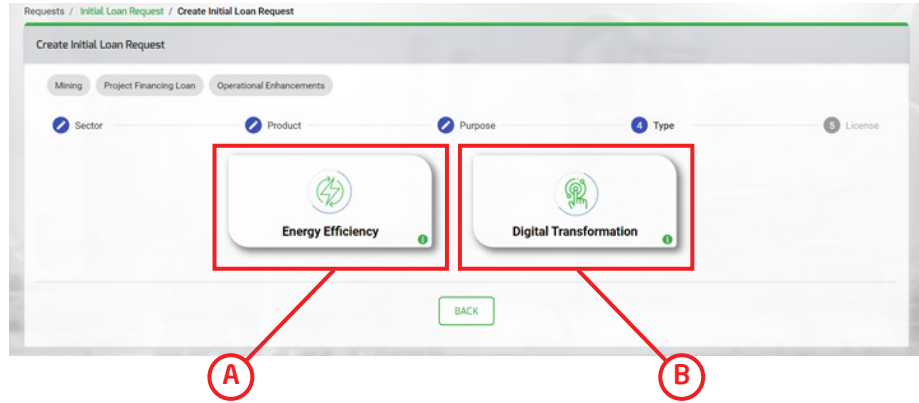 Requests / Initial Loan Request / Create Initial Loan Request
Create Initial Loan Request
Mining Project Financing Loan Operational Enhancements
Sector Product Purpose 4 Type 5 License
Energy Efficiency Digital Transformation
BACK
A B